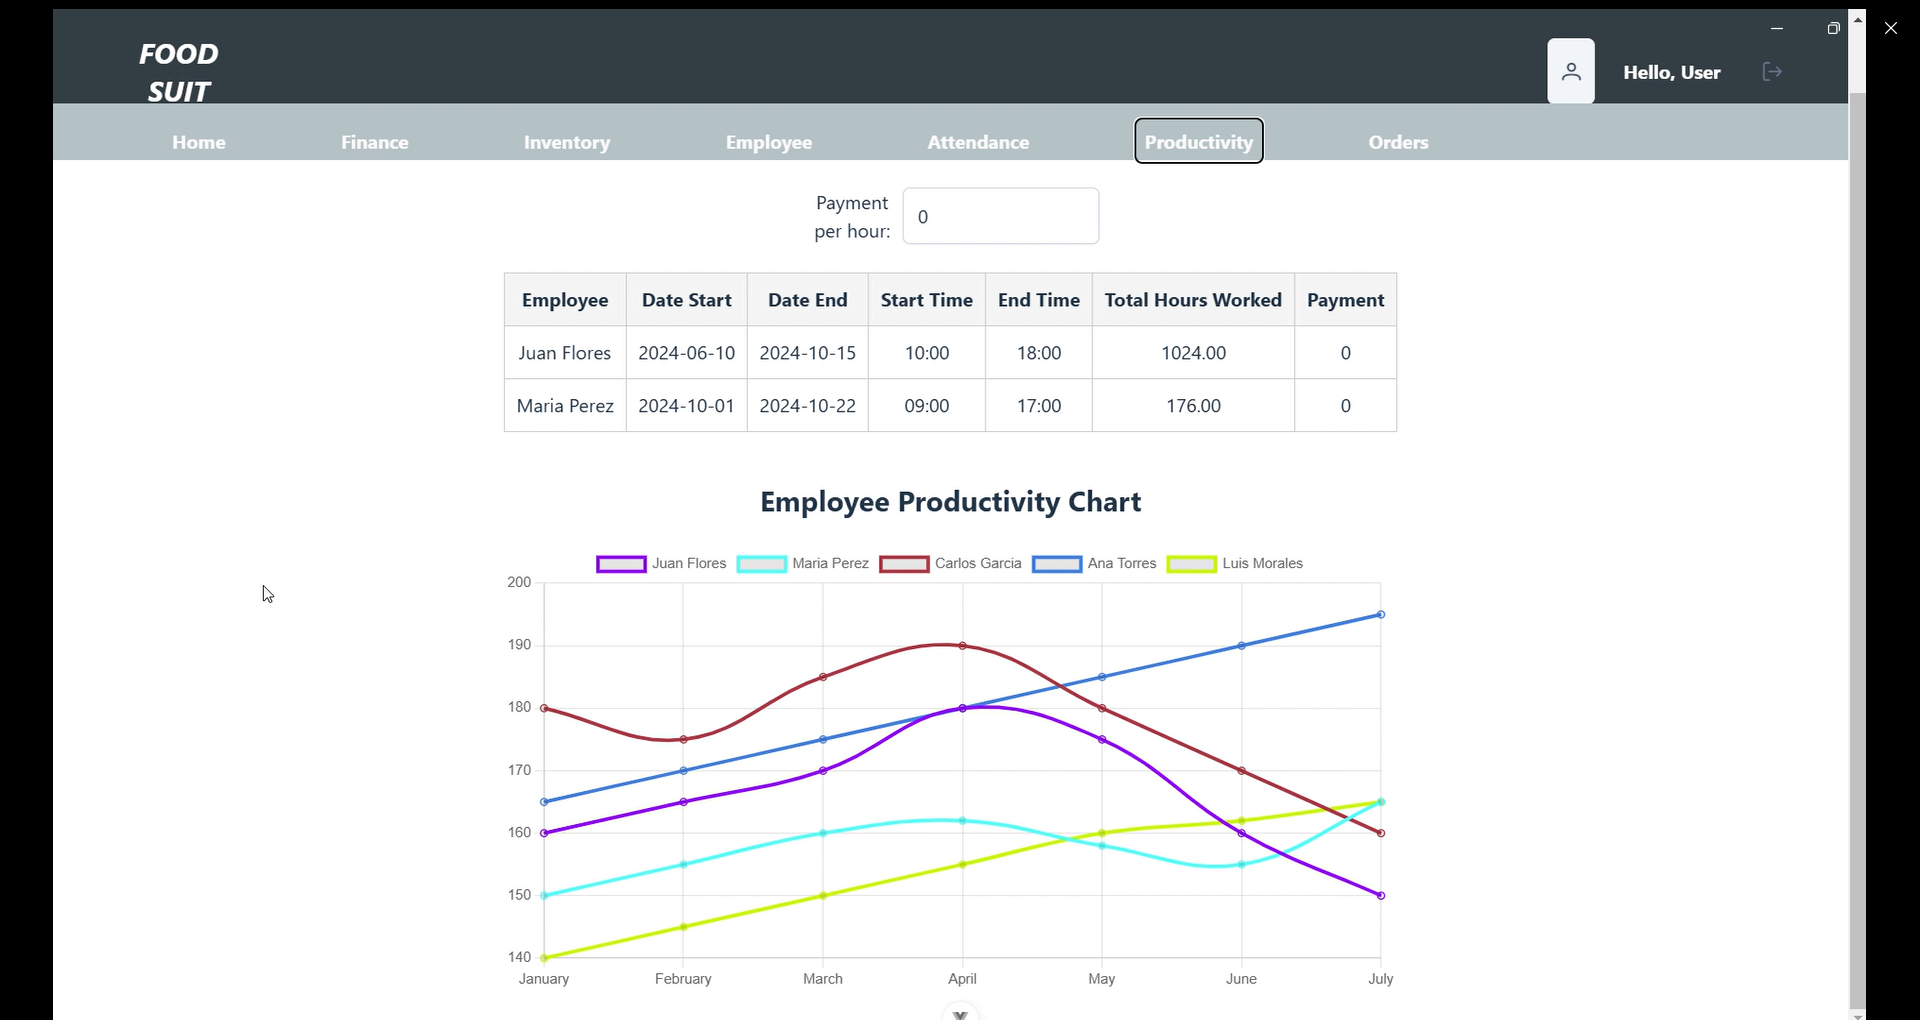 FOOD
SUIT
Hello, User
Home Finance Inventory Employee Attendance Productivity Orders
Payment
per hour:
0
Employee Date Start Date End Start Time End Time Total Hours Worked Payment
Juan Flores 2024-06-10 2024-10-15 10:00 18:00 1024.00 0
Maria Perez 2024-10-01 2024-10-22 09:00 17:00 176.00 0
Employee Productivity Chart
Juan Flores Maria Perez Carlos Garcia Ana Torres Luis Morales
200
190
180
170
160
150
140
January February March April May June July